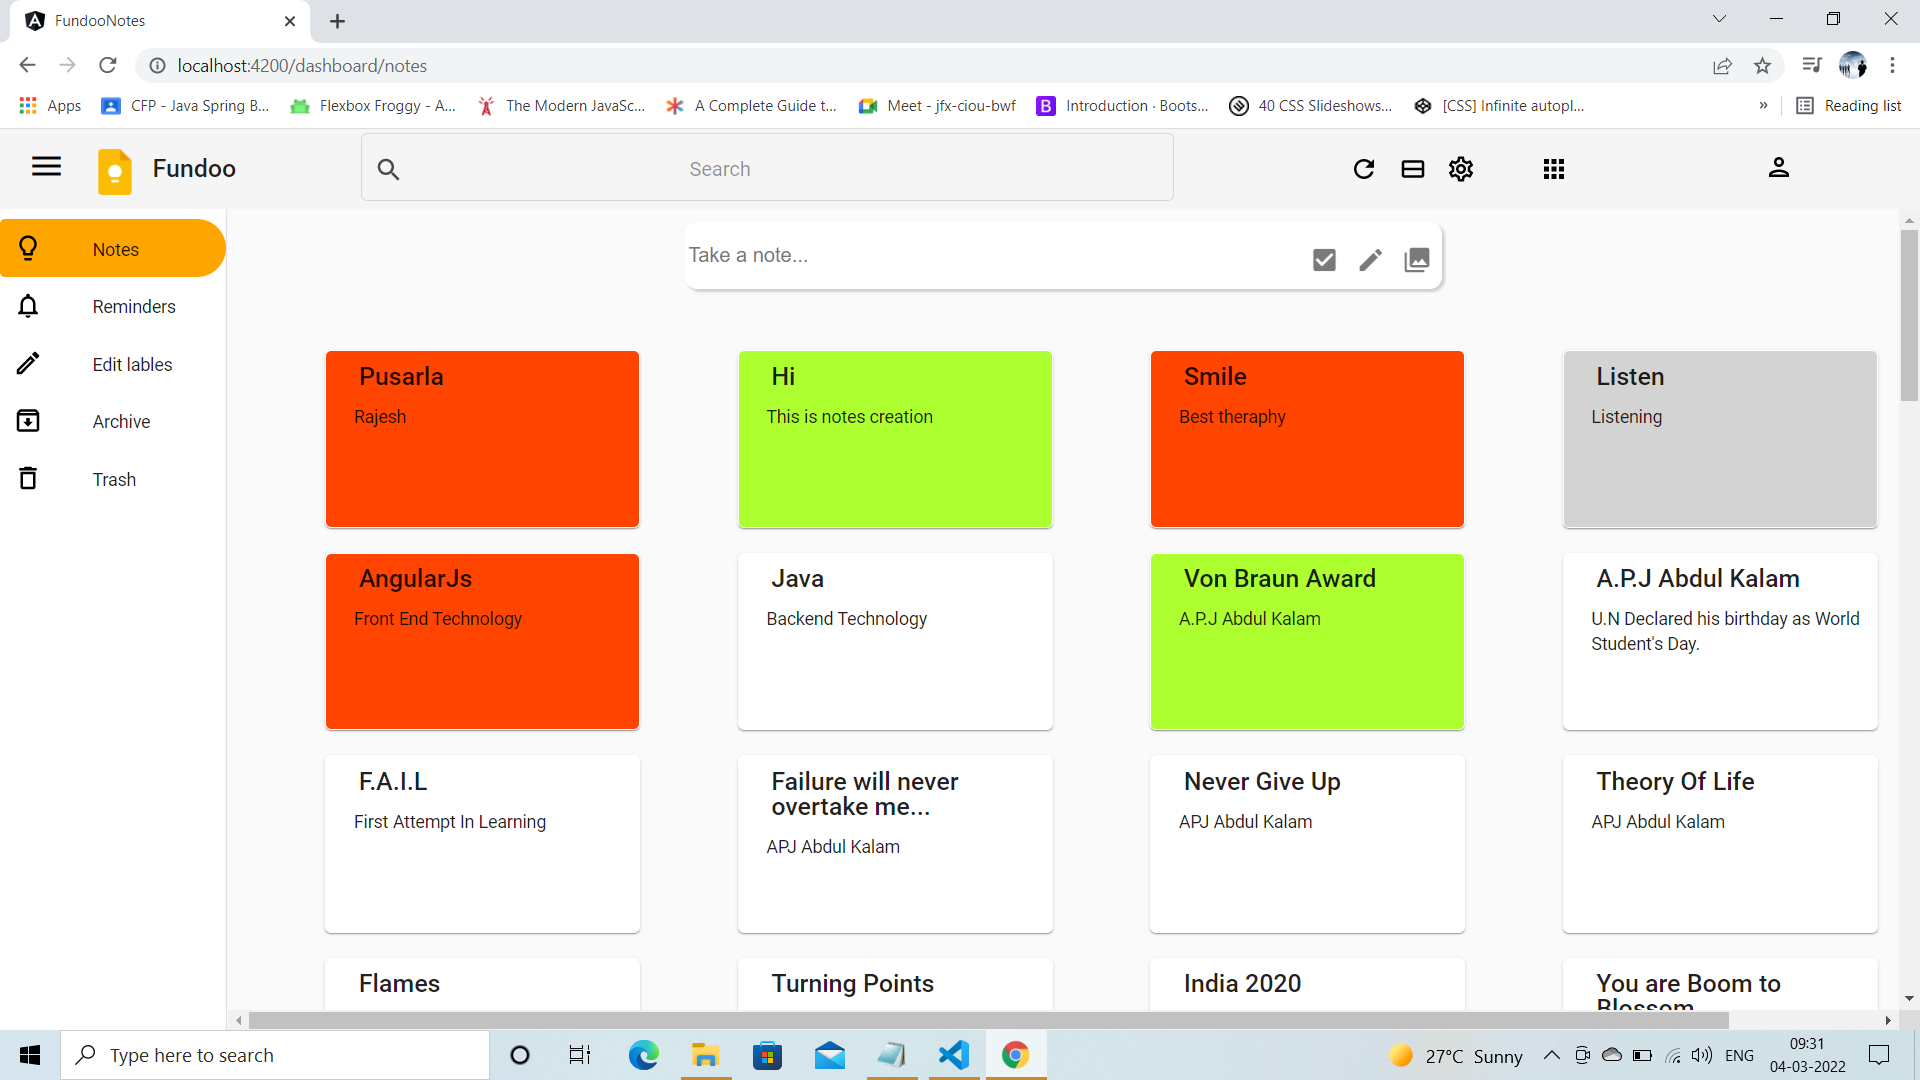 FundooNotes
localhost:4200/dashboard/notes
Apps
CFP - Java Spring B...
Flexbox Froggy - A...
The Modern JavaSc...
A Complete Guide t...
Meet - jfx-ciou-bwf
Introduction · Boots...
40 CSS Slideshows...
[CSS] Infinite autopl...
»
Reading list
Fundoo
Search
Notes
Reminders
Edit lables
Archive
Trash
Take a note...
Pusarla
Rajesh
Hi
This is notes creation
Smile
Best theraphy
Listen
Listening
AngularJs
Front End Technology
Java
Backend Technology
Von Braun Award
A.P.J Abdul Kalam
A.P.J Abdul Kalam
U.N Declared his birthday as World
Student's Day.
F.A.I.L
First Attempt In Learning
Failure will never
overtake me...
APJ Abdul Kalam
Never Give Up
APJ Abdul Kalam
Theory Of Life
APJ Abdul Kalam
Flames
Turning Points
India 2020
You are Boom to
Blossom
Type here to search
27°C Sunny
ENG
09:31
04-03-2022